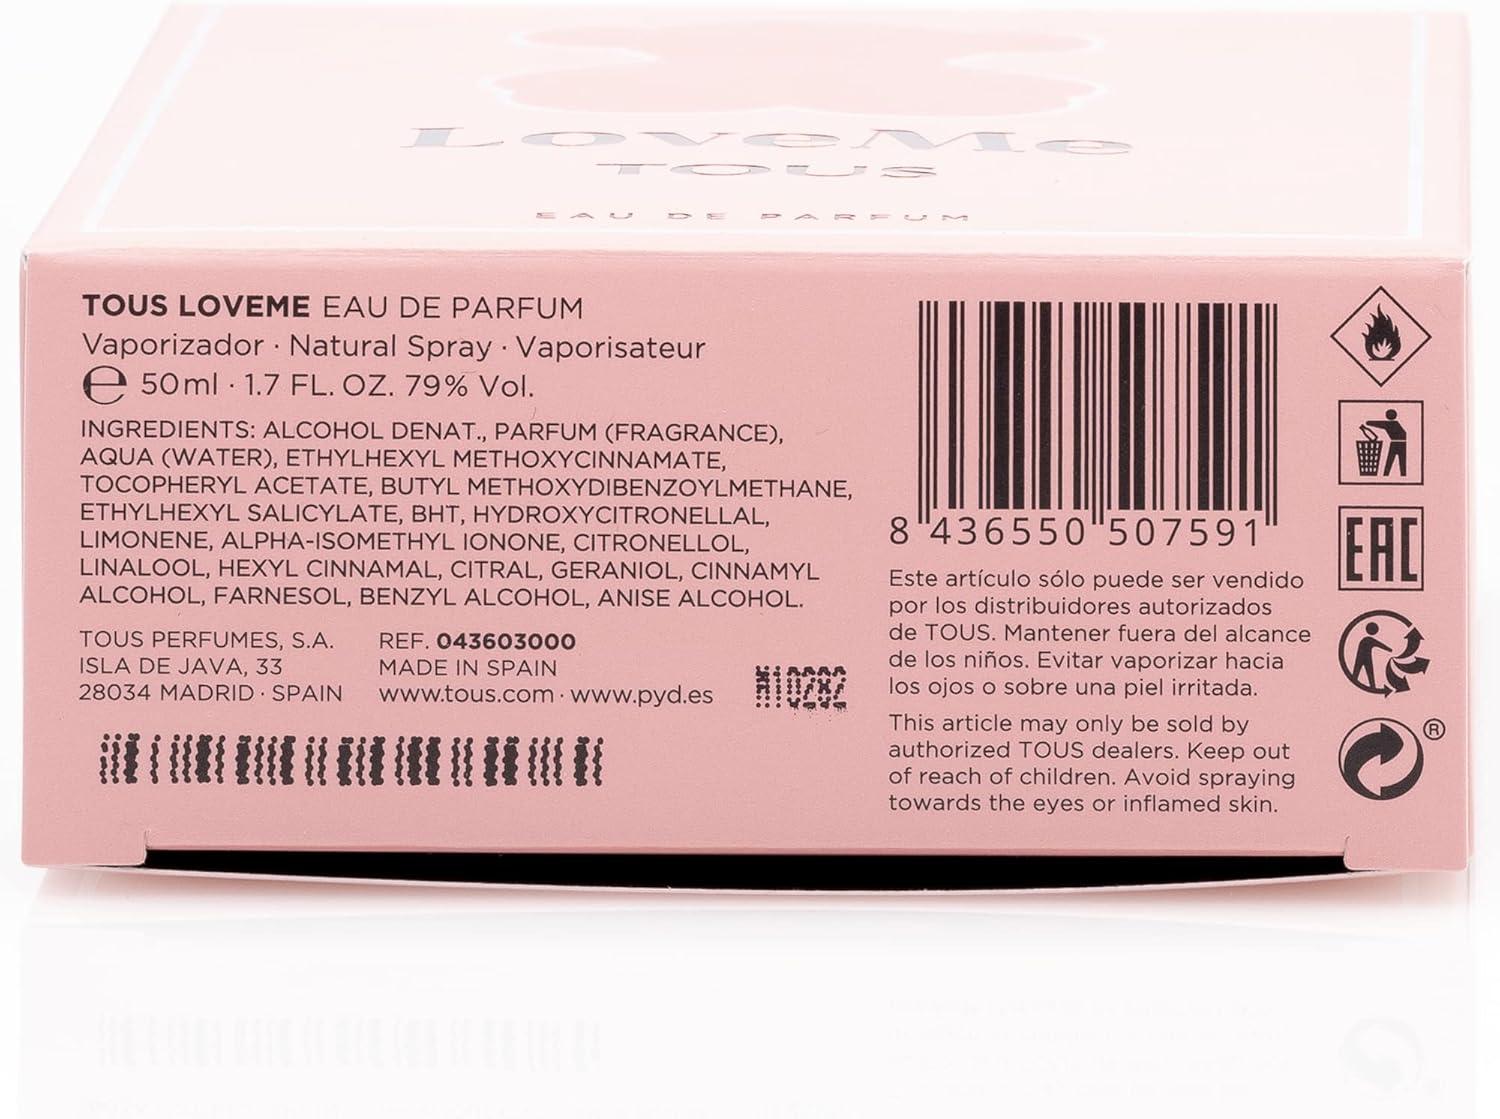 LoveMe
TOUS
EAU DE PARFUM
TOUS LOVEME EAU DE PARFUM
Vaporizador · Natural Spray · Vaporisateur
℮ 50ml · 1.7 FL. OZ. 79% Vol.
INGREDIENTS: ALCOHOL DENAT., PARFUM (FRAGRANCE),
AQUA (WATER), ETHYLHEXYL METHOXYCINNAMATE,
TOCOPHERYL ACETATE, BUTYL METHOXYDIBENZOYLMETHANE,
ETHYLHEXYL SALICYLATE, BHT, HYDROXYCITRONELLAL,
LIMONENE, ALPHA-ISOMETHYL IONONE, CITRONELLOL,
LINALOOL, HEXYL CINNAMAL, CITRAL, GERANIOL, CINNAMYL
ALCOHOL, FARNESOL, BENZYL ALCOHOL, ANISE ALCOHOL.
TOUS PERFUMES, S.A.
ISLA DE JAVA, 33
28034 MADRID · SPAIN
REF. 043603000
MADE IN SPAIN
www.tous.com · www.pyd.es
8 436550 507591
Este artículo sólo puede ser vendido
por los distribuidores autorizados
de TOUS. Mantener fuera del alcance
de los niños. Evitar vaporizar hacia
los ojos o sobre una piel irritada.
This article may only be sold by
authorized TOUS dealers. Keep out
of reach of children. Avoid spraying
towards the eyes or inflamed skin.
EAC
®